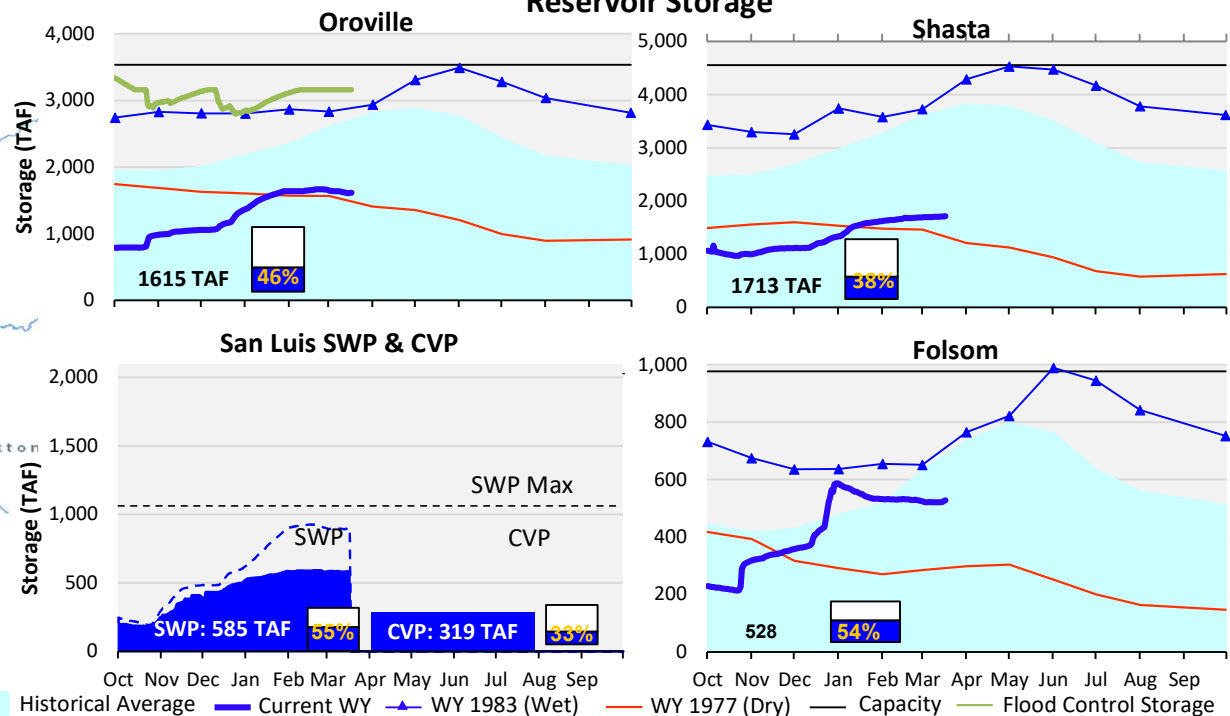 Reservoir Storage
Oroville
4,000
3,000
2,000
1,000
0
Storage (TAF)
1615 TAF
46%
Shasta
5,000
4,000
3,000
2,000
1,000
0
1713 TAF
38%
San Luis SWP & CVP
2,000
1,500
1,000
500
0
Storage (TAF)
SWP Max
SWP
CVP
SWP: 585 TAF
55%
CVP: 319 TAF
33%
Oct Nov Dec Jan Feb Mar Apr May Jun Jul Aug Sep
Folsom
1,000
800
600
400
200
0
528
54%
Oct Nov Dec Jan Feb Mar Apr May Jun Jul Aug Sep
Historical Average Current WY WY 1983 (Wet) WY 1977 (Dry) Capacity Flood Control Storage
xton